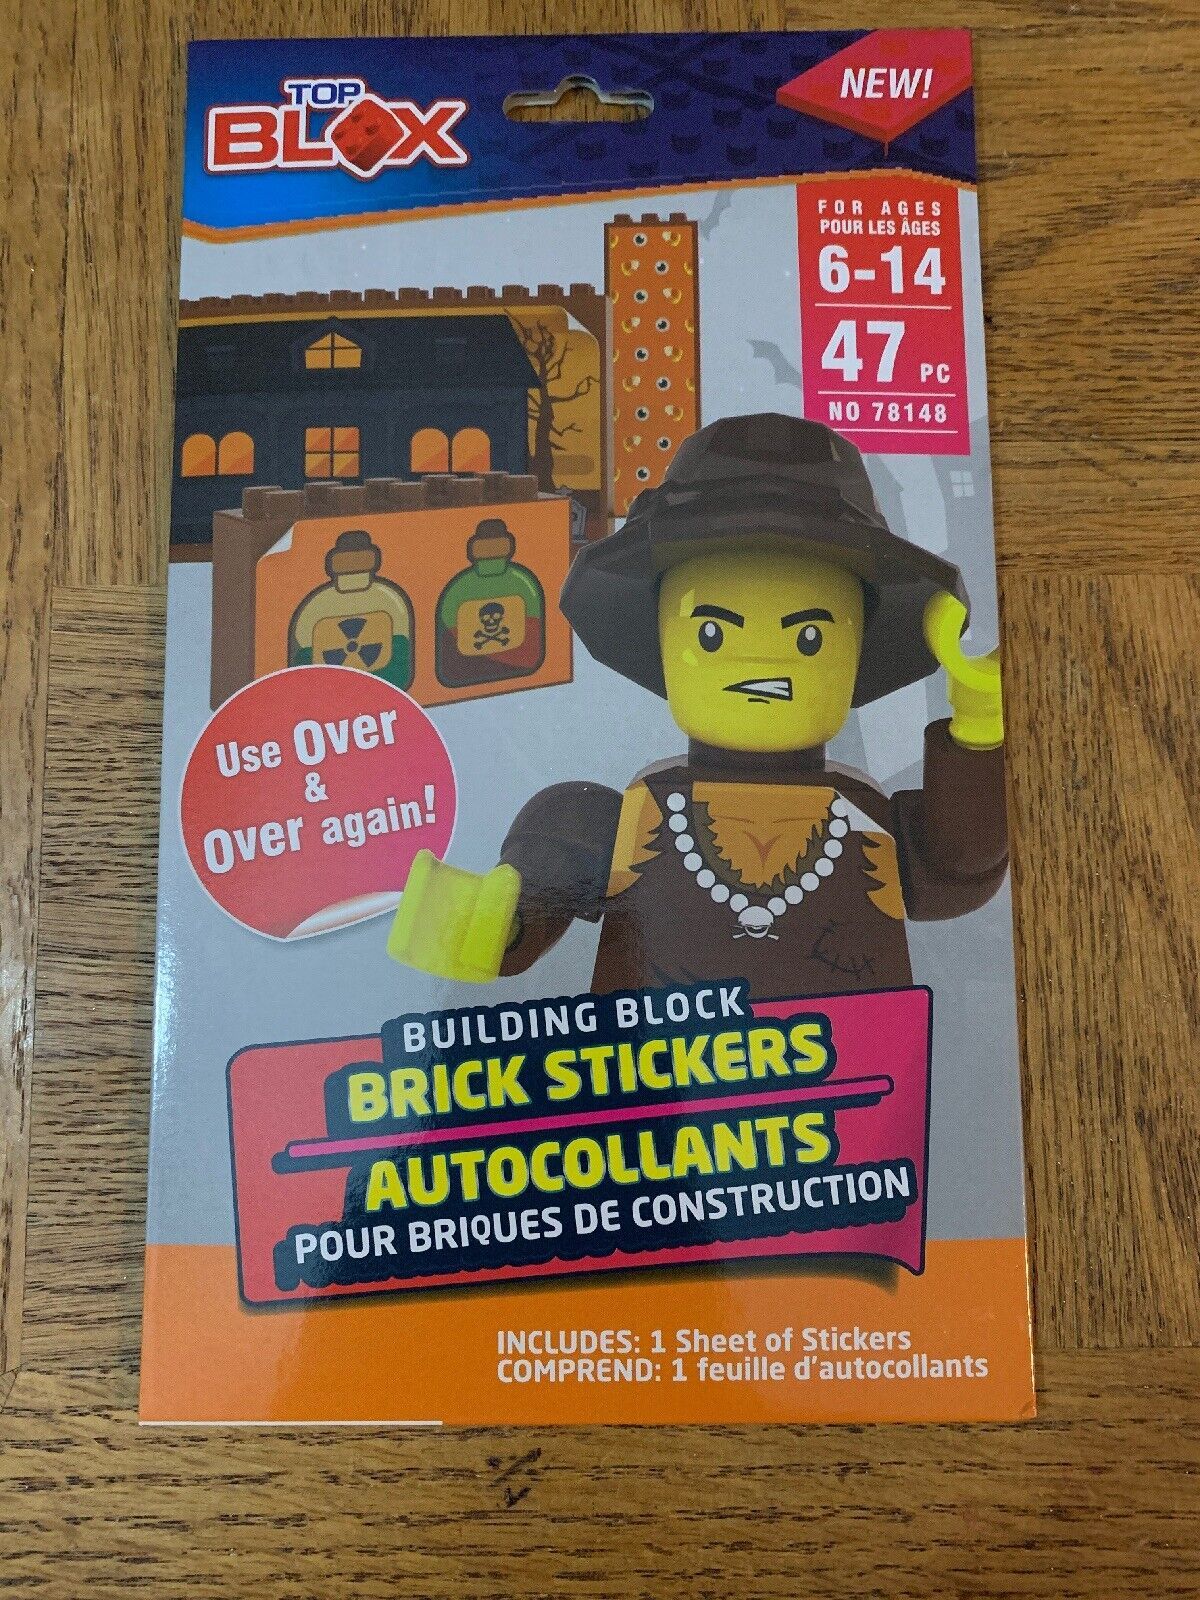 TOP
BLOX
NEW!
FOR AGES
POUR LES ÂGES
6-14
47 PC
NO 78148
Use Over
&
Over again!
BUILDING BLOCK
BRICK STICKERS
AUTOCOLLANTS
POUR BRIQUES DE CONSTRUCTION
INCLUDES: 1 Sheet of Stickers
COMPREND: 1 feuille d'autocollants